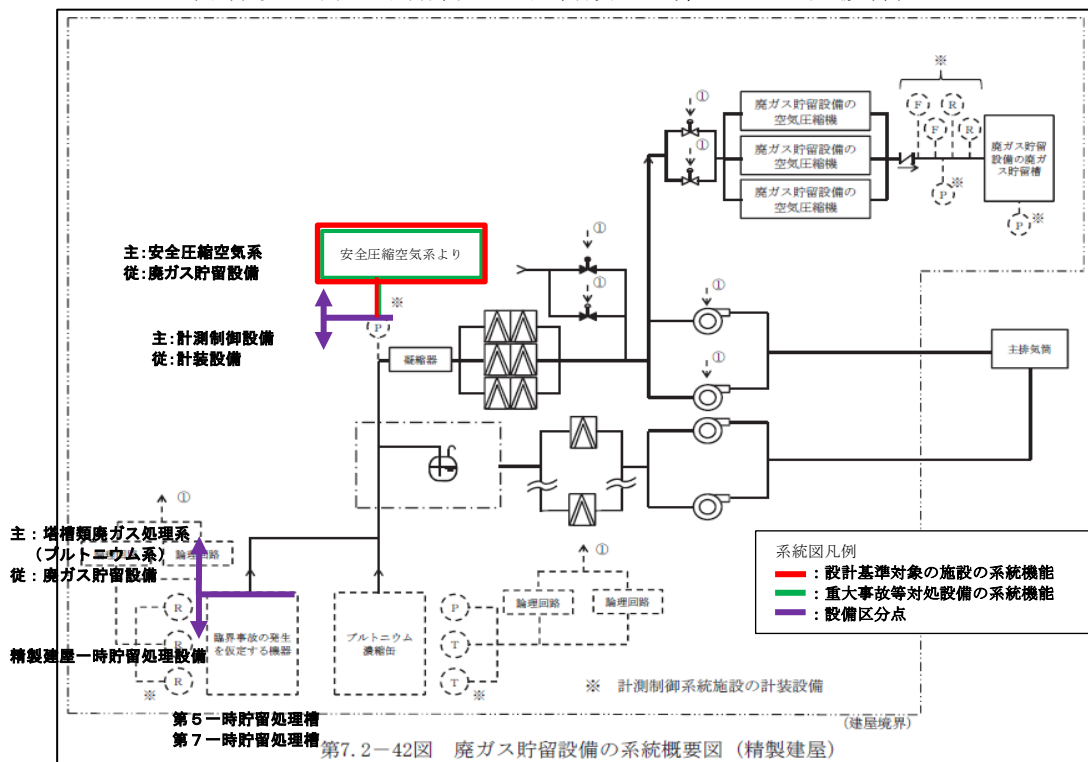 ※
①
①
廃ガス貯留設備の
空気圧縮機
廃ガス貯留設備の
空気圧縮機
廃ガス貯留設備の
空気圧縮機
F
R
F
R
P
※
廃ガス貯留
設備の廃ガ
ス貯留槽
P
※
主:安全圧縮空気系
従:廃ガス貯留設備
安全圧縮空気系より
※
P
主:計測制御設備
従:計装設備
①
①
凝縮器
①
①
主排気筒
①
主:塔槽類廃ガス処理系
(プルトニウム系)
従:廃ガス貯留設備
論理回路
R
R
R
※
精製建屋一時貯留処理設備
臨界事故の発生
を仮定する機器
プルトニウム
濃縮缶
P
T
T
※
①
論理回路
論理回路
系統図凡例
:設計基準対象の施設の系統機能
:重大事故等対処設備の系統機能
:設備区分点
※ 計測制御系統施設の計装設備
(建屋境界)
第5一時貯留処理槽
第7一時貯留処理槽
第7.2-42図 廃ガス貯留設備の系統概要図(精製建屋)